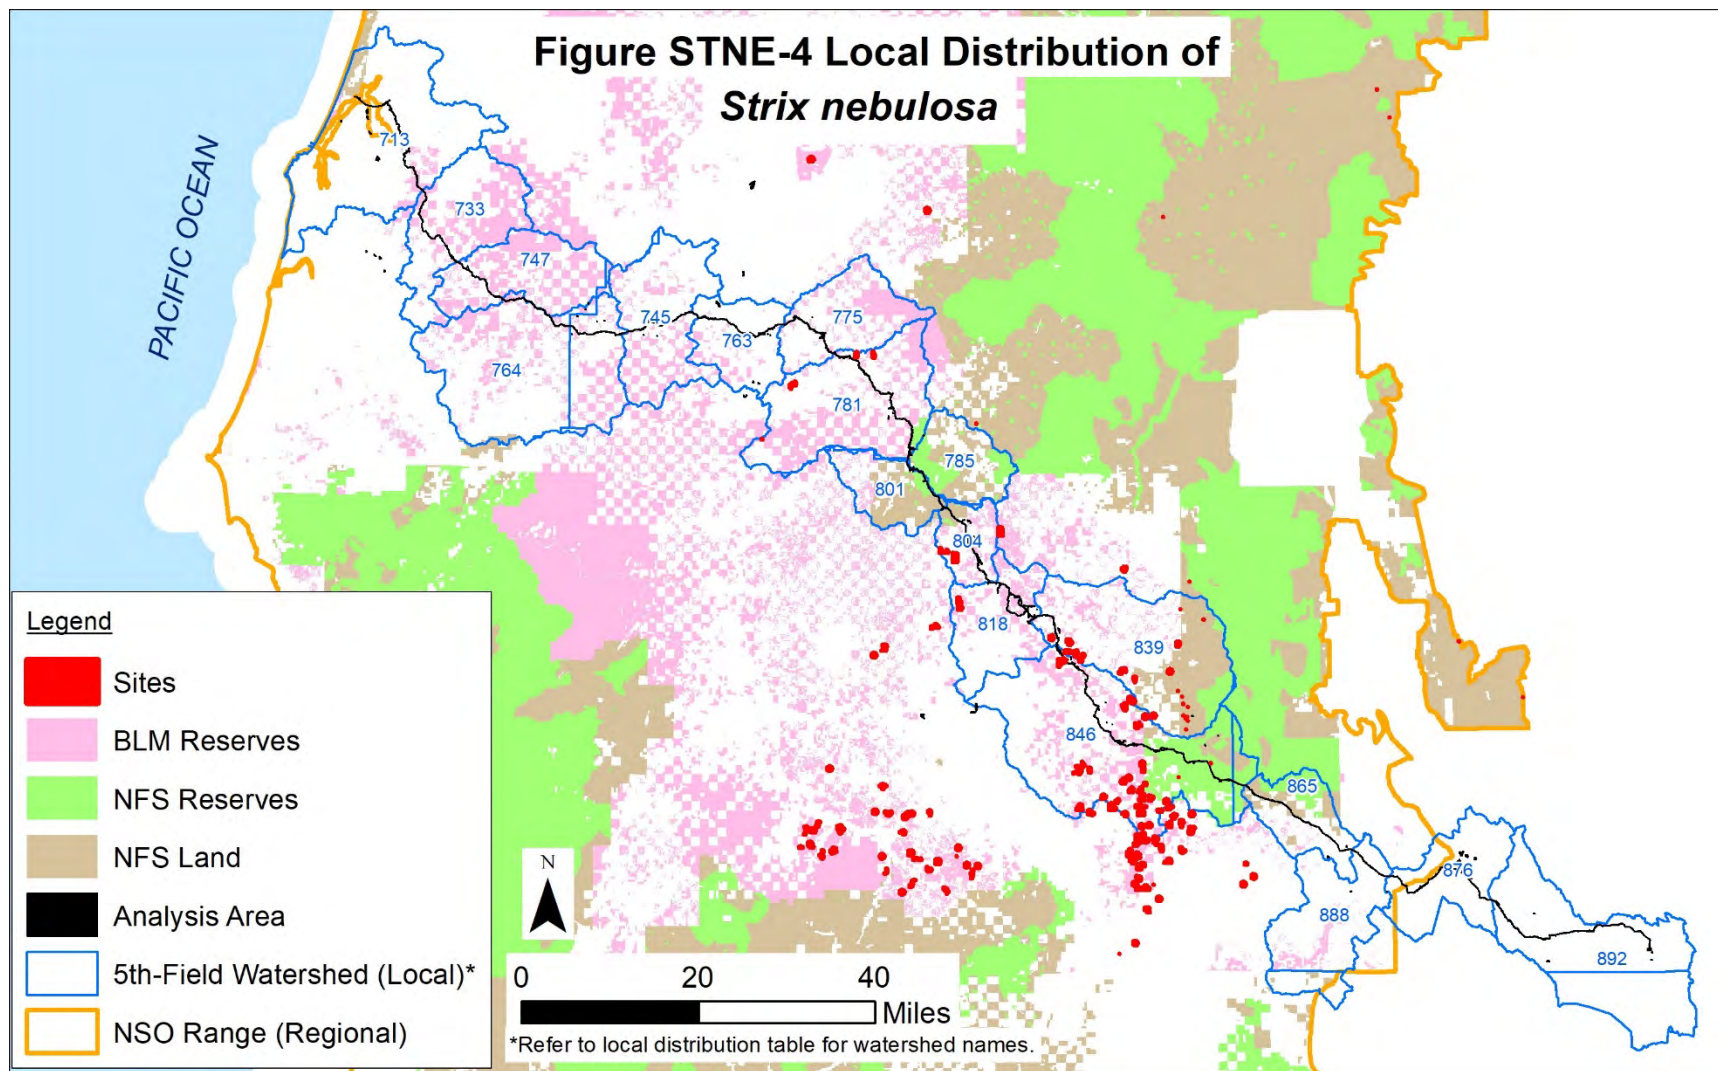 Figure STNE-4 Local Distribution of
Strix nebulosa
PACIFIC OCEAN
713
733
747
745
775
763
764
781
785
801
804
818
839
846
865
876
888
892
Legend
Sites
BLM Reserves
NFS Reserves
NFS Land
Analysis Area
5th-Field Watershed (Local)*
NSO Range (Regional)
N
0 20 40
Miles
*Refer to local distribution table for watershed names.